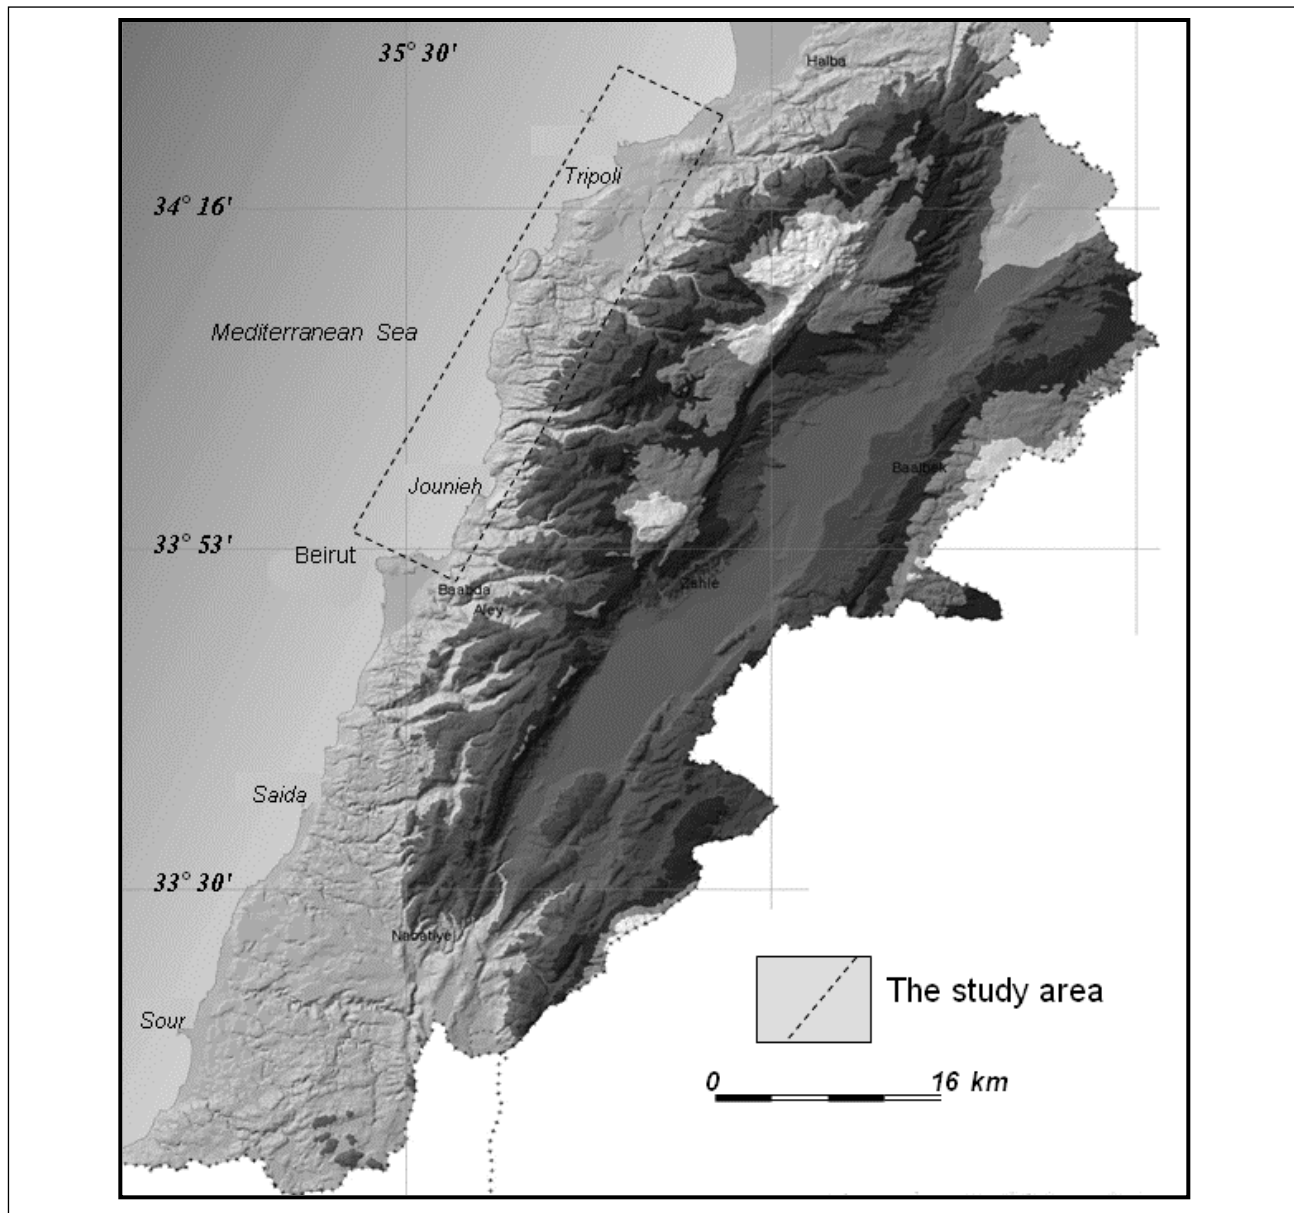 35° 30'
Halba
Tripoli
34° 16'
Mediterranean Sea
Baalbek
Jounieh
33° 53'
Beirut
Zahle
Baabda
Aley
Saida
33° 30'
Nabatiye
The study area
Sour
0 16 km